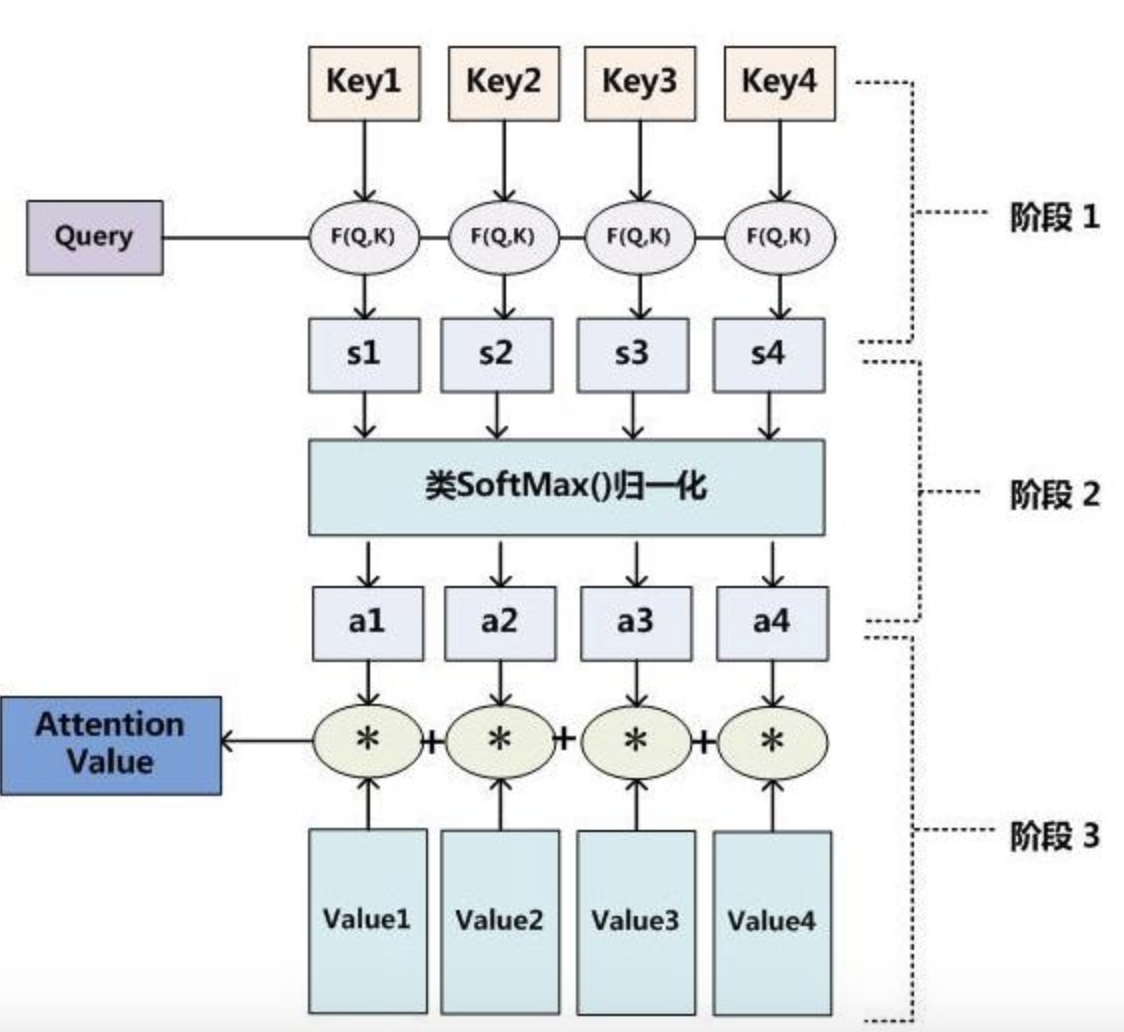 Key1 Key2 Key3 Key4
阶段 1
Query F(Q,K) F(Q,K) F(Q,K) F(Q,K)
s1 s2 s3 s4
类SoftMax()归一化
阶段 2
a1 a2 a3 a4
Attention
Value
* + * + * + *
阶段 3
Value1 Value2 Value3 Value4